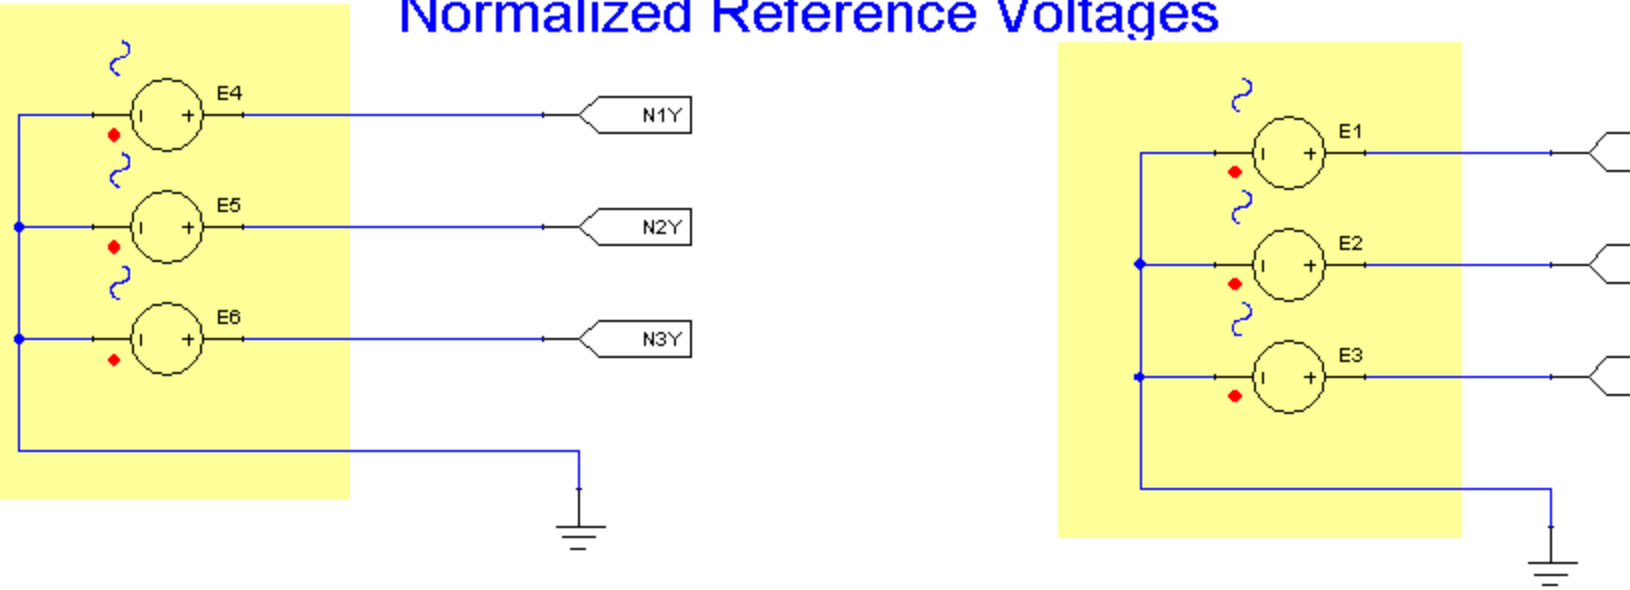 Normalized Reference Voltages
E4
N1Y
E5
N2Y
E6
N3Y
E1
E2
E3